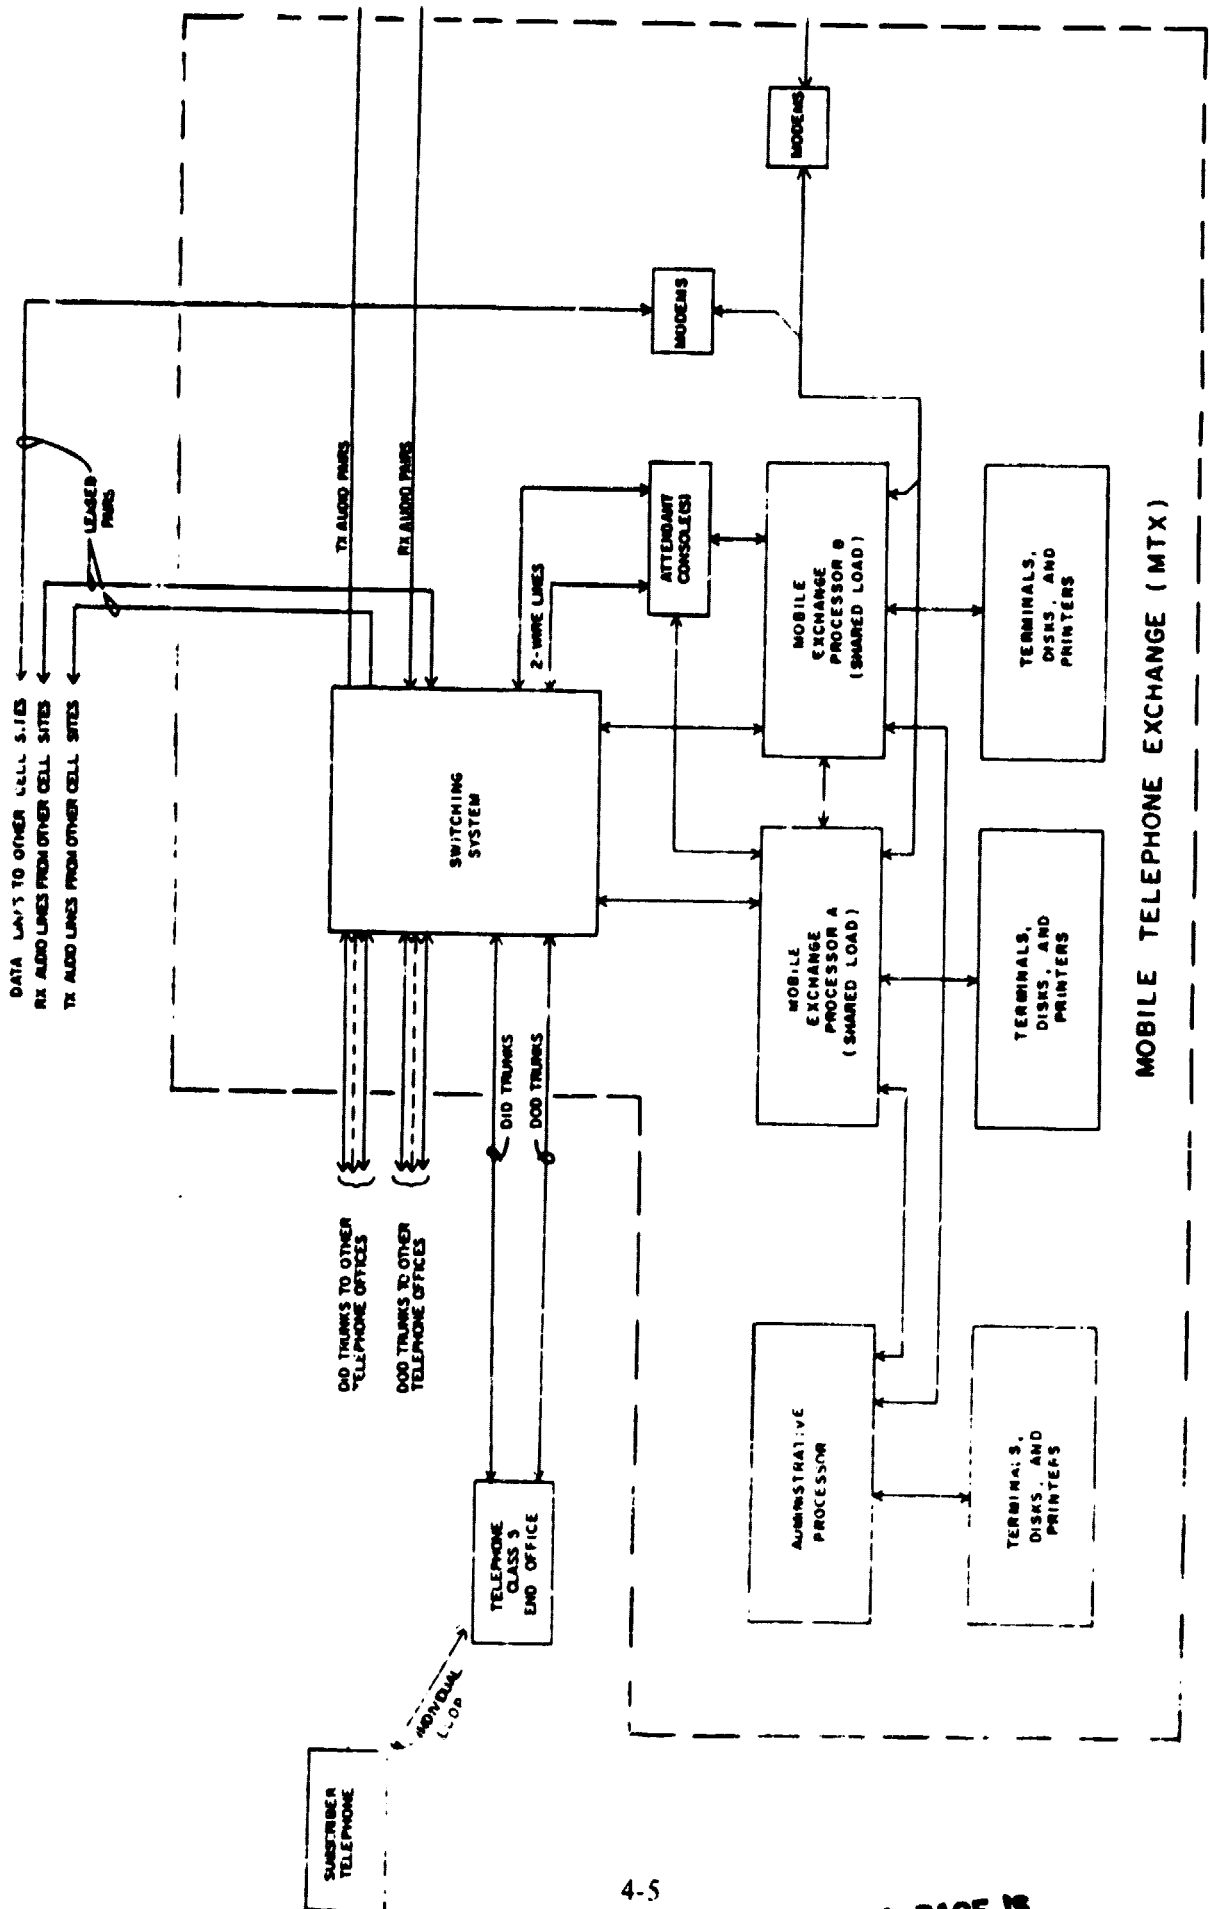 DATA TO OTHER CELL SITES
RX AUDIO LINES FROM OTHER CELL SITES
TX AUDIO LINES FROM OTHER CELL SITES
LEASED
PAIRS
TX AUDIO PAIRS
RX AUDIO PAIRS
2-WIRE LINES
MODEMS
MODEMS
SWITCHING
SYSTEM
ATTENDANT
CONSOLE(S)
MOBILE
EXCHANGE
PROCESSOR B
(SHARED LOAD)
TERMINALS,
DISKS, AND
PRINTERS
MOBILE
EXCHANGE
PROCESSOR A
(SHARED LOAD)
TERMINALS,
DISKS, AND
PRINTERS
DID TRUNKS
DOD TRUNKS
DID TRUNKS TO OTHER
TELEPHONE OFFICES
DOD TRUNKS TO OTHER
TELEPHONE OFFICES
TELEPHONE
CLASS 5
END OFFICE
INDIVIDUAL
LOOP
SUBSCRIBER
TELEPHONE
ADMINISTRATIVE
PROCESSOR
TERMINALS,
DISKS, AND
PRINTERS
MOBILE TELEPHONE EXCHANGE (MTX)
4-5
PAGE